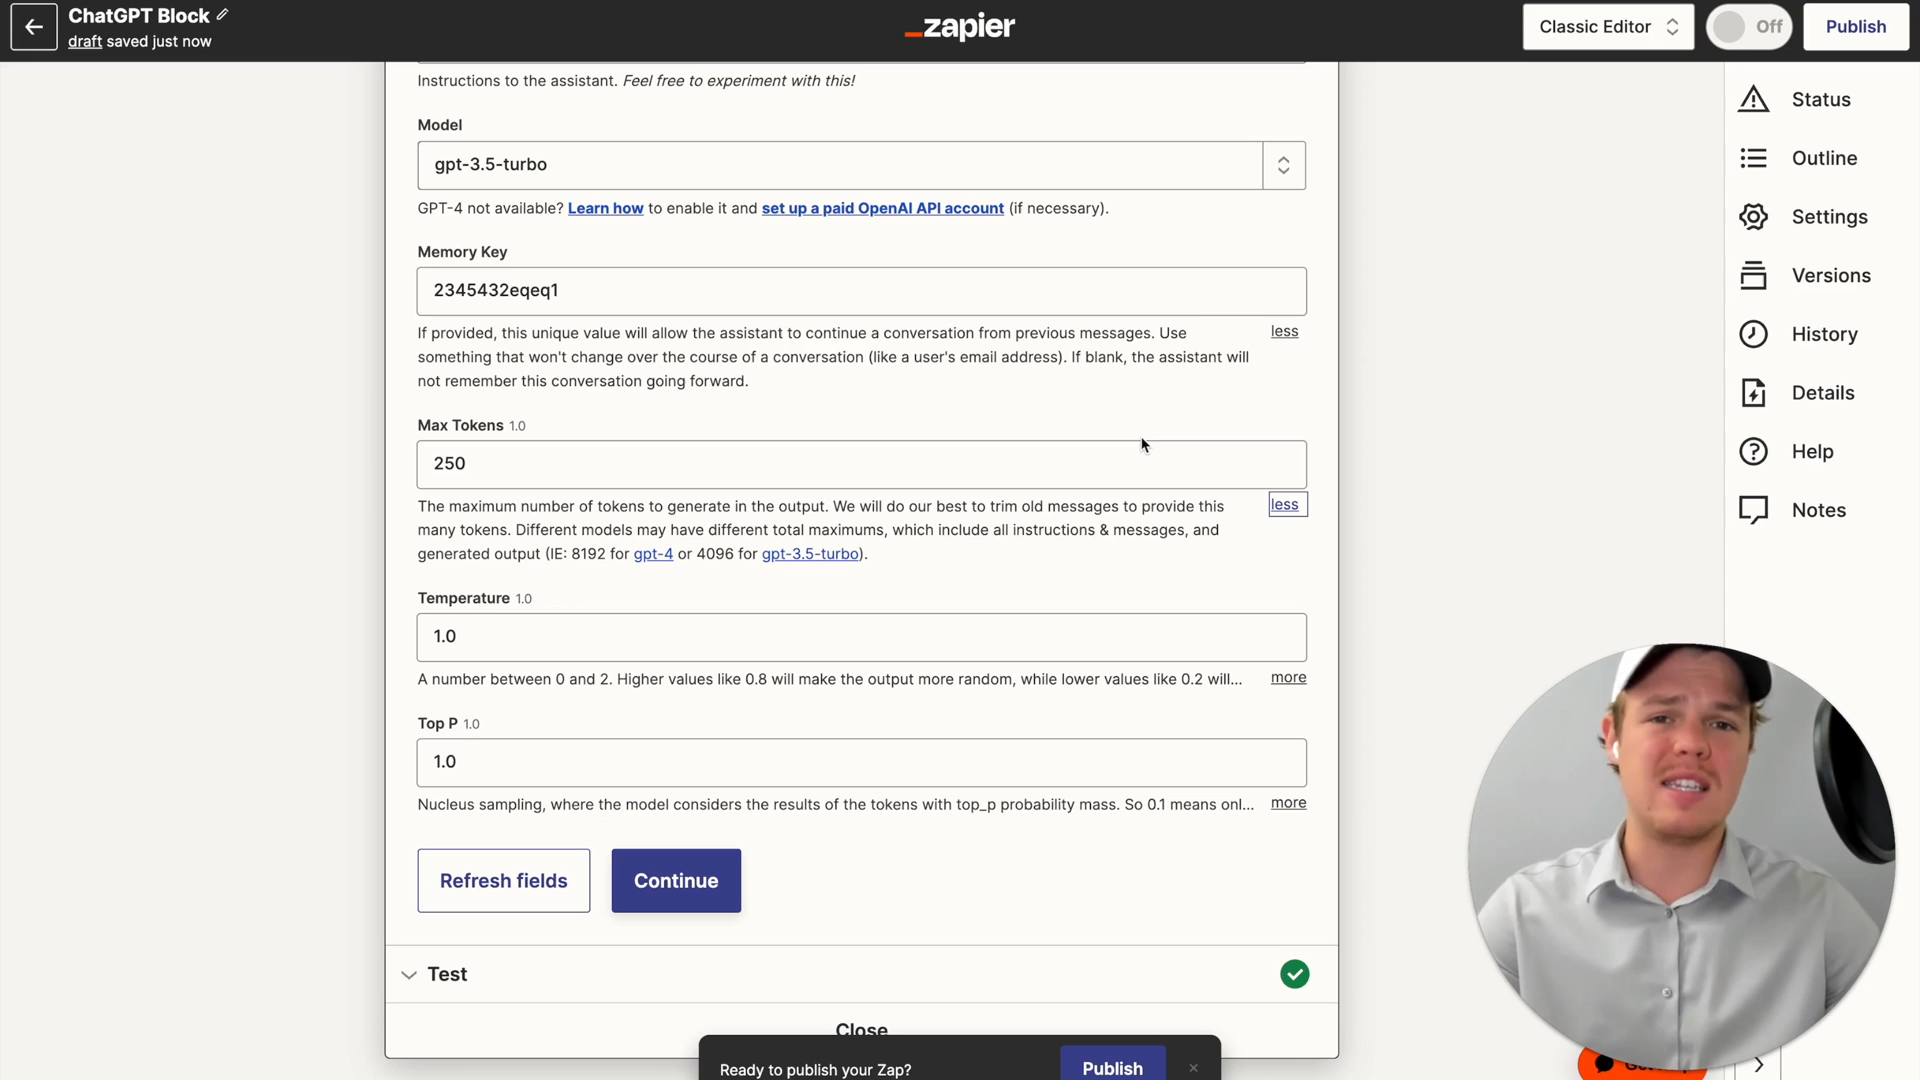 ChatGPT Block
draft saved just now
_zapier
Classic Editor
Off
Publish
Instructions to the assistant. Feel free to experiment with this!
Model
gpt-3.5-turbo
GPT-4 not available? Learn how to enable it and set up a paid OpenAI API account (if necessary).
Memory Key
2345432eqeq1
If provided, this unique value will allow the assistant to continue a conversation from previous messages. Use
something that won't change over the course of a conversation (like a user's email address). If blank, the assistant will
not remember this conversation going forward.
less
Max Tokens 1.0
250
The maximum number of tokens to generate in the output. We will do our best to trim old messages to provide this
many tokens. Different models may have different total maximums, which include all instructions & messages, and
generated output (IE: 8192 for gpt-4 or 4096 for gpt-3.5-turbo).
less
Temperature 1.0
1.0
A number between 0 and 2. Higher values like 0.8 will make the output more random, while lower values like 0.2 will...
more
Top P 1.0
1.0
Nucleus sampling, where the model considers the results of the tokens with top_p probability mass. So 0.1 means onl...
more
Refresh fields
Continue
Test
Close
Ready to publish your Zap?
Publish
×
Status
Outline
Settings
Versions
History
Details
Help
Notes